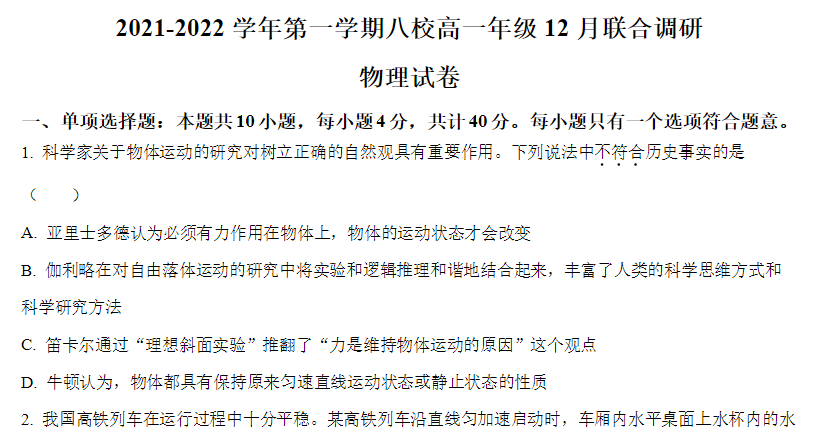 2021-2022 学年第一学期八校高一年级 12 月联合调研
物理试卷
一、单项选择题：本题共 10 小题，每小题 4 分，共计 40 分。每小题只有一个选项符合题意。
1. 科学家关于物体运动的研究对树立正确的自然观具有重要作用。下列说法中不符合历史事实的是
（　　）
A. 亚里士多德认为必须有力作用在物体上，物体的运动状态才会改变
B. 伽利略在对自由落体运动的研究中将实验和逻辑推理和谐地结合起来，丰富了人类的科学思维方式和
科学研究方法
C. 笛卡尔通过“理想斜面实验”推翻了“力是维持物体运动的原因”这个观点
D. 牛顿认为，物体都具有保持原来匀速直线运动状态或静止状态的性质
2. 我国高铁列车在运行过程中十分平稳。某高铁列车沿直线匀加速启动时，车厢内水平桌面上水杯内的水